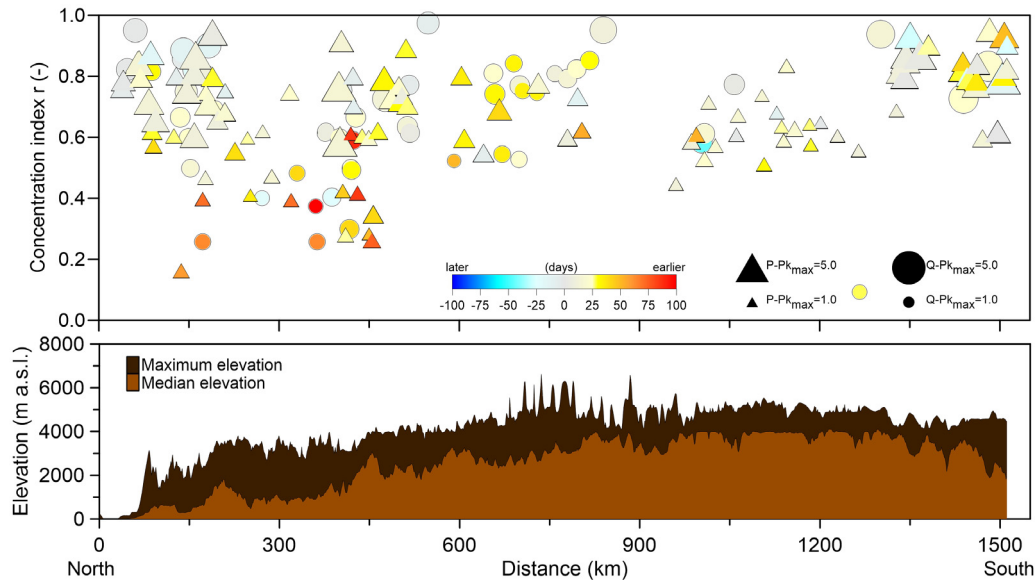 Concentration index r (-)
1.0
0.8
0.6
0.4
0.2
0.0
later (days) earlier
-100 -75 -50 -25 0 25 50 75 100
P-Pkmax=5.0 Q-Pkmax=5.0
P-Pkmax=1.0 Q-Pkmax=1.0
Elevation (m a.s.l.)
8000
6000
4000
2000
0
Maximum elevation
Median elevation
0 300 600 900 1200 1500
North Distance (km) South